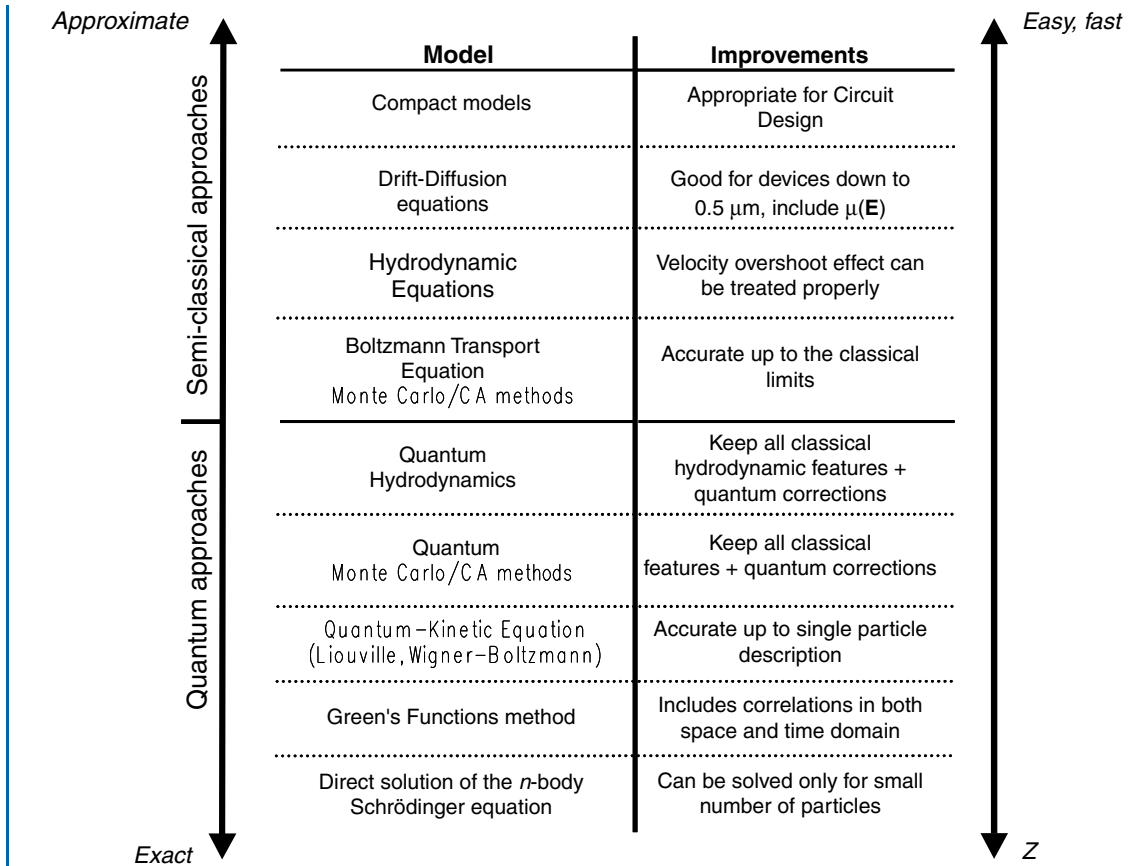 Approximate
Easy, fast
Model
Improvements
Semi-classical approaches
Compact models
Appropriate for Circuit
Design
Drift-Diffusion
equations
Good for devices down to
0.5 μm, include μ(E)
Hydrodynamic
Equations
Velocity overshoot effect can
be treated properly
Boltzmann Transport
Equation
Monte Carlo/CA methods
Accurate up to the classical
limits
Quantum approaches
Quantum
Hydrodynamics
Keep all classical
hydrodynamic features +
quantum corrections
Quantum
Monte Carlo/CA methods
Keep all classical
features + quantum corrections
Quantum-Kinetic Equation
(Liouville, Wigner-Boltzmann)
Accurate up to single particle
description
Green's Functions method
Includes correlations in both
space and time domain
Direct solution of the n-body
Schrödinger equation
Can be solved only for small
number of particles
Exact
Z